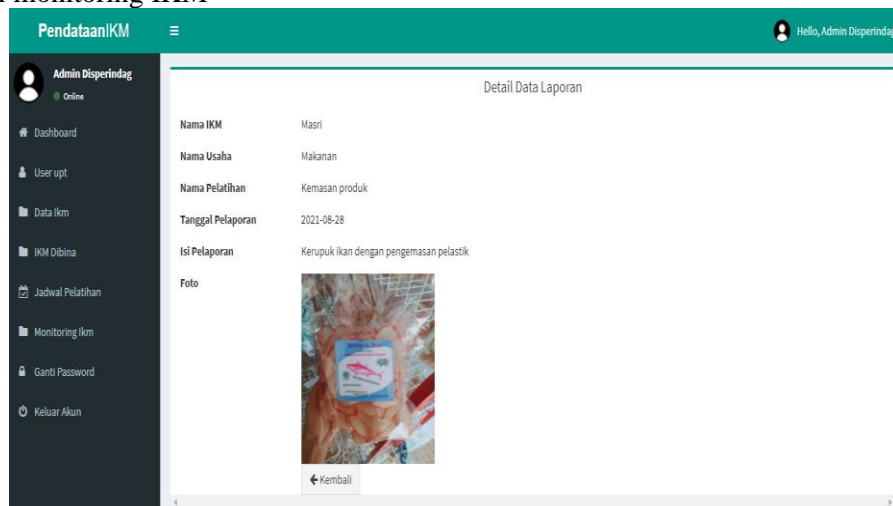 monitoring IKM
PendataanIKM
Hello, Admin Disperindag
Admin Disperindag
Online
Dashboard
User upt
Data Ikm
IKM Dibina
Jadwal Pelatihan
Monitoring Ikm
Ganti Password
Keluar Akun
Detail Data Laporan
Nama IKM Masri
Nama Usaha Makanan
Nama Pelatihan Kemasan produk
Tanggal Pelaporan 2021-08-28
Isi Pelaporan Kerupuk ikan dengan pengemasan pelastik
Foto
Kembali